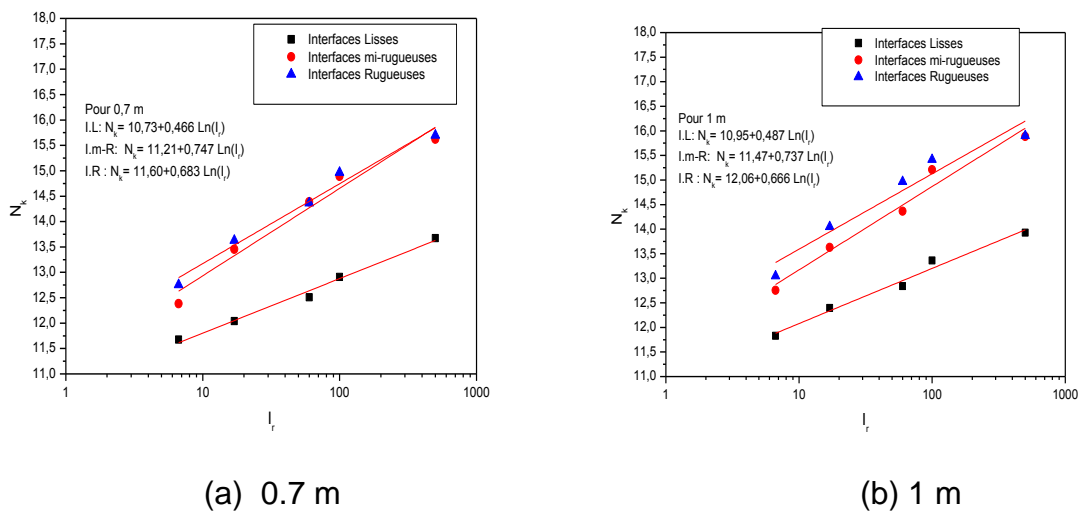 18,0
17,5
17,0
16,5
16,0
15,5
15,0
14,5
14,0
13,5
13,0
12,5
12,0
11,5
11,0
N_k
Interfaces Lisses
Interfaces mi-rugueuses
Interfaces Rugueuses
Pour 0,7 m
I.L: N_k= 10,73+0,466 Ln(I_r)
I.m-R: N_k= 11,21+0,747 Ln(I_r)
I.R : N_k= 11,60+0,683 Ln(I_r)
1 10 100 1000
I_r
(a) 0.7 m
18,0
17,5
17,0
16,5
16,0
15,5
15,0
14,5
14,0
13,5
13,0
12,5
12,0
11,5
11,0
N_k
Interfaces Lisses
Interfaces mi-rugueuses
Interfaces Rugueuses
Pour 1 m
I.L: N_k= 10,95+0,487 Ln(I_r)
I.m-R: N_k= 11,47+0,737 Ln(I_r)
I.R : N_k= 12,06+0,666 Ln(I_r)
1 10 100 1000
I_r
(b) 1 m